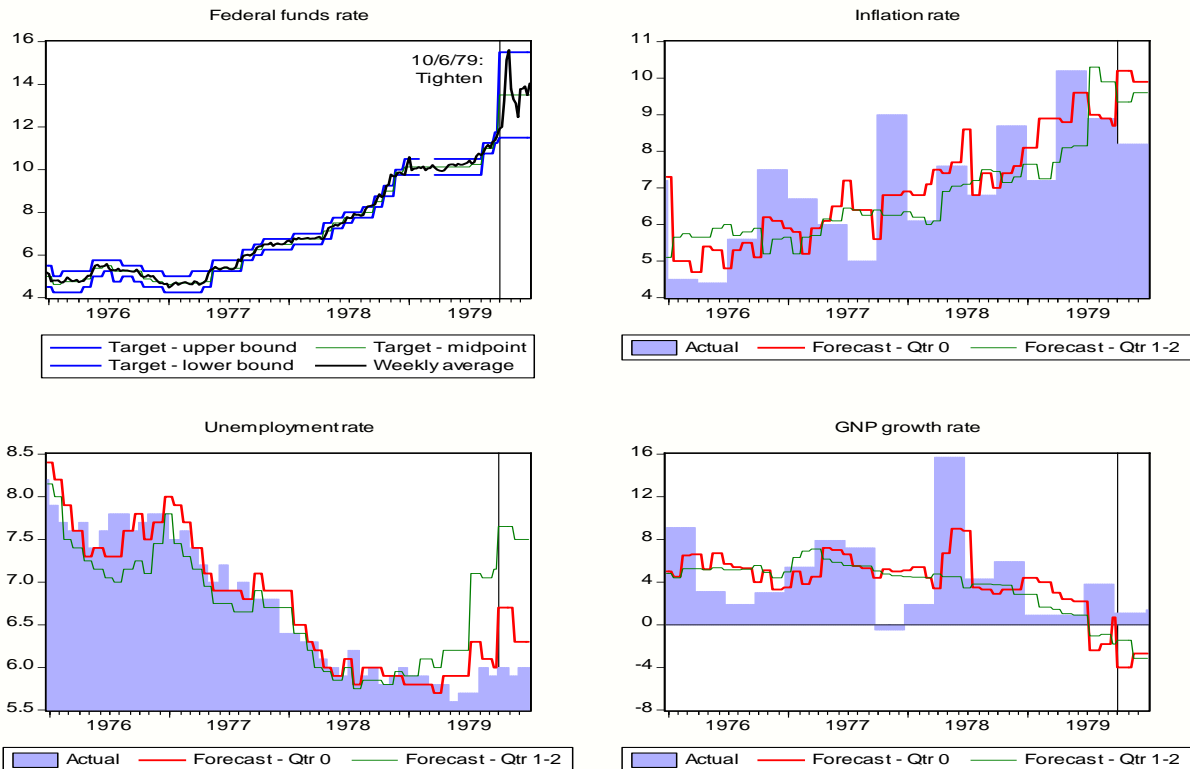 Federal funds rate
16
14
12
10
8
6
4
10/6/79:
Tighten
1976 1977 1978 1979
Target - upper bound Target - midpoint
Target - lower bound Weekly average
Inflation rate
11
10
9
8
7
6
5
4
1976 1977 1978 1979
Actual Forecast - Qtr 0 Forecast - Qtr 1-2
Unemployment rate
8.5
8.0
7.5
7.0
6.5
6.0
5.5
1976 1977 1978 1979
Actual Forecast - Qtr 0 Forecast - Qtr 1-2
GNP growth rate
16
12
8
4
0
-4
-8
1976 1977 1978 1979
Actual Forecast - Qtr 0 Forecast - Qtr 1-2